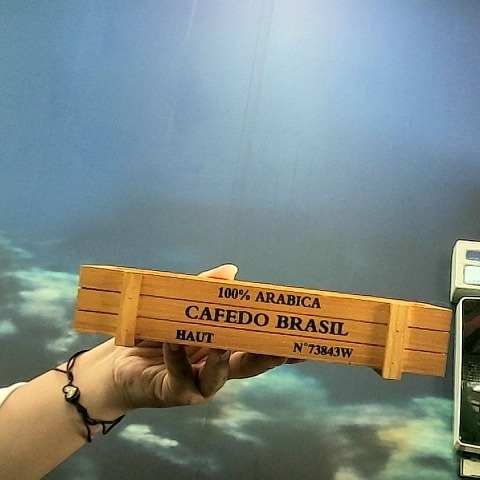 100% ARABICA
CAFEDO BRASIL
HAUT N°73843W